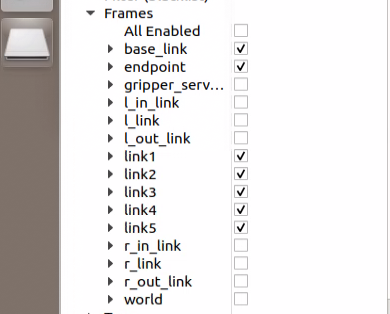 Frames
All Enabled
base_link
endpoint
gripper_serv...
l_in_link
l_link
l_out_link
link1
link2
link3
link4
link5
r_in_link
r_link
r_out_link
world